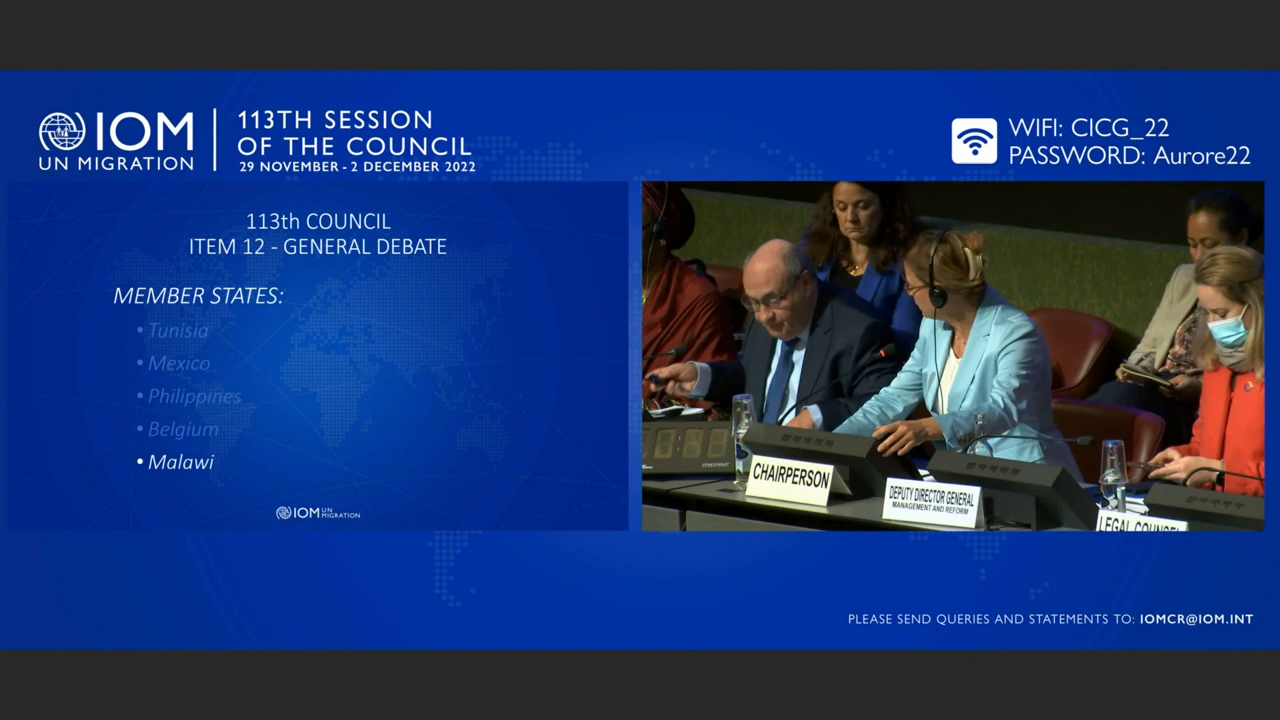 IOM
UN MIGRATION
113TH SESSION
OF THE COUNCIL
29 NOVEMBER - 2 DECEMBER 2022
WIFI: CICG_22
PASSWORD: Aurore22
113th COUNCIL
ITEM 12 - GENERAL DEBATE
MEMBER STATES:
• Tunisia
• Mexico
• Philippines
• Belgium
• Malawi
IOM UN
MIGRATION
CHAIRPERSON
DEPUTY DIRECTOR GENERAL
MANAGEMENT AND REFORM
LEGAL COUNSEL
PLEASE SEND QUERIES AND STATEMENTS TO: IOMCR@IOM.INT